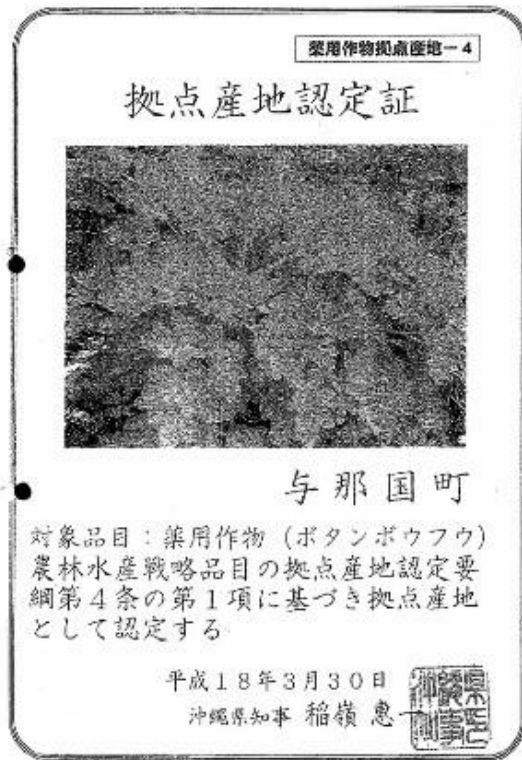 薬用作物拠点産地－4
拠点産地認定証
与那国町
対象品目：薬用作物（ボタンボウフウ）
農林水産戦略品目の拠点産地認定要
綱第4条の第1項に基づき拠点産地
として認定する
平成18年3月30日
沖縄県知事 稲嶺 惠一